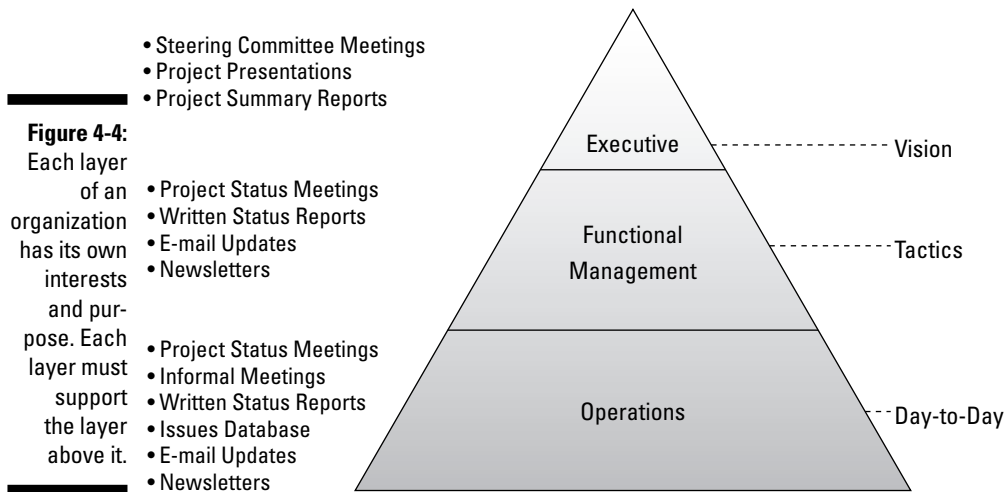 • Steering Committee Meetings
• Project Presentations
• Project Summary Reports
Figure 4-4:
Each layer
of an
organization
has its own
interests
and pur-
pose. Each
layer must
support
the layer
above it.
• Project Status Meetings
• Written Status Reports
• E-mail Updates
• Newsletters
• Project Status Meetings
• Informal Meetings
• Written Status Reports
• Issues Database
• E-mail Updates
• Newsletters
Executive
Vision
Functional
Management
Tactics
Operations
Day-to-Day